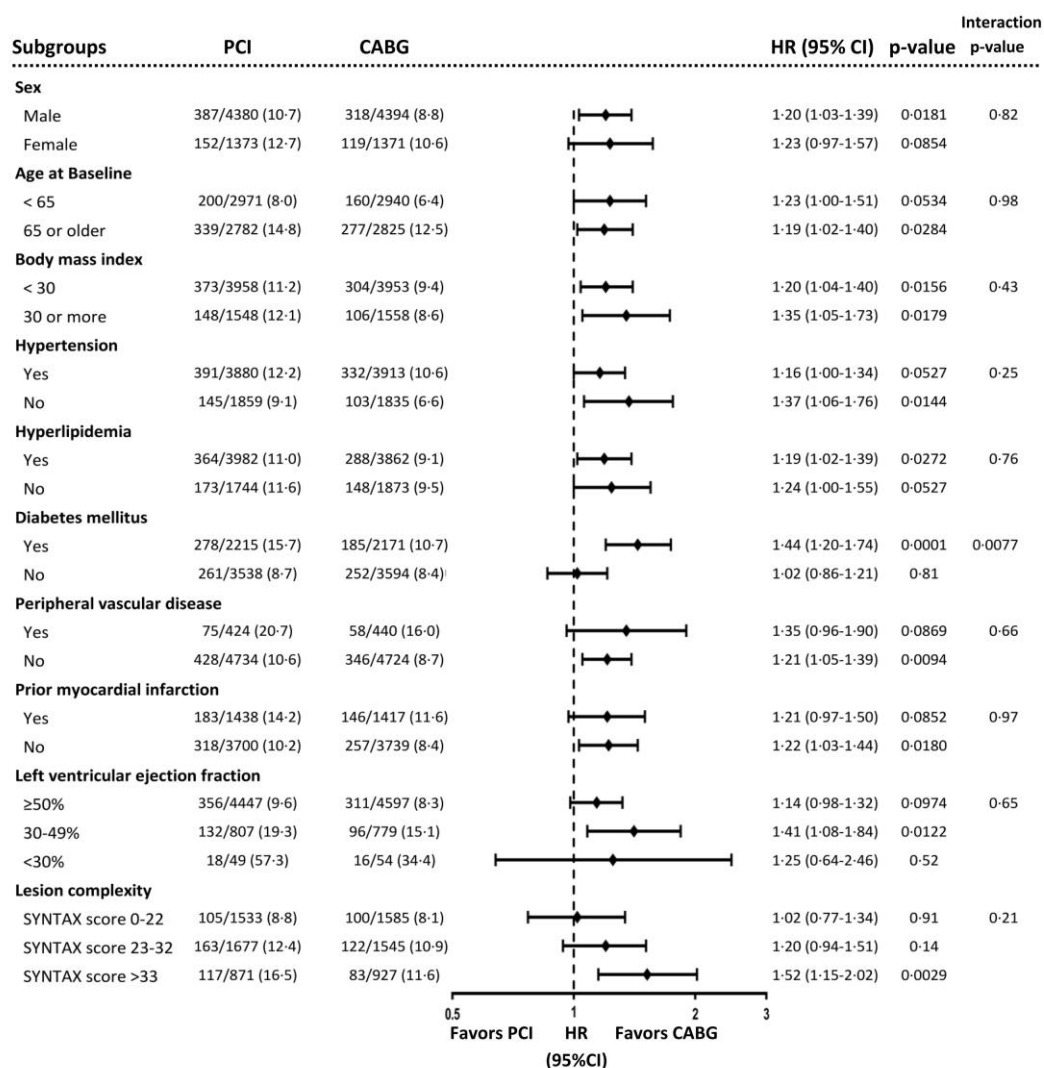 Interaction
Subgroups PCI CABG HR (95% CI) p-value p-value
Sex
Male 387/4380 (10·7) 318/4394 (8·8) 1·20 (1·03-1·39) 0·0181 0·82
Female 152/1373 (12·7) 119/1371 (10·6) 1·23 (0·97-1·57) 0·0854
Age at Baseline
< 65 200/2971 (8·0) 160/2940 (6·4) 1·23 (1·00-1·51) 0·0534 0·98
65 or older 339/2782 (14·8) 277/2825 (12·5) 1·19 (1·02-1·40) 0·0284
Body mass index
< 30 373/3958 (11·2) 304/3953 (9·4) 1·20 (1·04-1·40) 0·0156 0·43
30 or more 148/1548 (12·1) 106/1558 (8·6) 1·35 (1·05-1·73) 0·0179
Hypertension
Yes 391/3880 (12·2) 332/3913 (10·6) 1·16 (1·00-1·34) 0·0527 0·25
No 145/1859 (9·1) 103/1835 (6·6) 1·37 (1·06-1·76) 0·0144
Hyperlipidemia
Yes 364/3982 (11·0) 288/3862 (9·1) 1·19 (1·02-1·39) 0·0272 0·76
No 173/1744 (11·6) 148/1873 (9·5) 1·24 (1·00-1·55) 0·0527
Diabetes mellitus
Yes 278/2215 (15·7) 185/2171 (10·7) 1·44 (1·20-1·74) 0·0001 0·0077
No 261/3538 (8·7) 252/3594 (8·4) 1·02 (0·86-1·21) 0·81
Peripheral vascular disease
Yes 75/424 (20·7) 58/440 (16·0) 1·35 (0·96-1·90) 0·0869 0·66
No 428/4734 (10·6) 346/4724 (8·7) 1·21 (1·05-1·39) 0·0094
Prior myocardial infarction
Yes 183/1438 (14·2) 146/1417 (11·6) 1·21 (0·97-1·50) 0·0852 0·97
No 318/3700 (10·2) 257/3739 (8·4) 1·22 (1·03-1·44) 0·0180
Left ventricular ejection fraction
≥50% 356/4447 (9·6) 311/4597 (8·3) 1·14 (0·98-1·32) 0·0974 0·65
30-49% 132/807 (19·3) 96/779 (15·1) 1·41 (1·08-1·84) 0·0122
<30% 18/49 (57·3) 16/54 (34·4) 1·25 (0·64-2·46) 0·52
Lesion complexity
SYNTAX score 0-22 105/1533 (8·8) 100/1585 (8·1) 1·02 (0·77-1·34) 0·91 0·21
SYNTAX score 23-32 163/1677 (12·4) 122/1545 (10·9) 1·20 (0·94-1·51) 0·14
SYNTAX score >33 117/871 (16·5) 83/927 (11·6) 1·52 (1·15-2·02) 0·0029
0.5 1 2 3
Favors PCI HR Favors CABG
(95%CI)